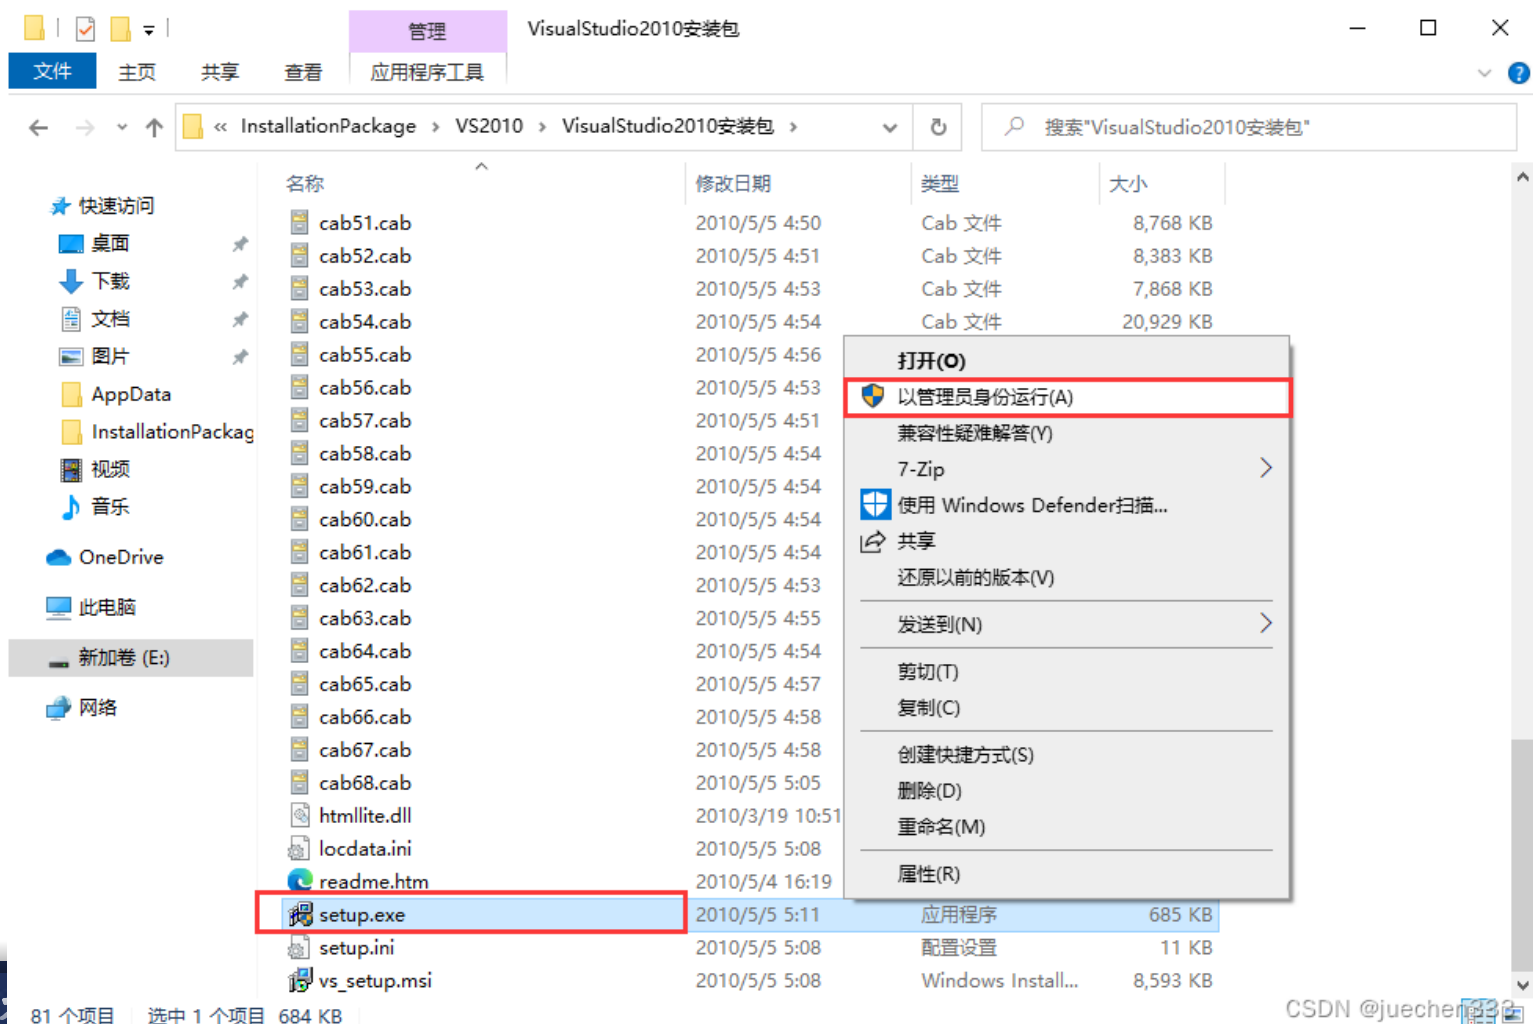 管理
VisualStudio2010安装包
文件 主页 共享 查看 应用程序工具
« InstallationPackage › VS2010 › VisualStudio2010安装包 ›
搜索"VisualStudio2010安装包"
快速访问
桌面
下载
文档
图片
AppData
InstallationPackag
视频
音乐
OneDrive
此电脑
新加卷 (E:)
网络
名称 修改日期 类型 大小
cab51.cab 2010/5/5 4:50 Cab 文件 8,768 KB
cab52.cab 2010/5/5 4:51 Cab 文件 8,383 KB
cab53.cab 2010/5/5 4:53 Cab 文件 7,868 KB
cab54.cab 2010/5/5 4:54 Cab 文件 20,929 KB
cab55.cab 2010/5/5 4:56
cab56.cab 2010/5/5 4:53
cab57.cab 2010/5/5 4:51
cab58.cab 2010/5/5 4:54
cab59.cab 2010/5/5 4:54
cab60.cab 2010/5/5 4:54
cab61.cab 2010/5/5 4:54
cab62.cab 2010/5/5 4:53
cab63.cab 2010/5/5 4:55
cab64.cab 2010/5/5 4:54
cab65.cab 2010/5/5 4:57
cab66.cab 2010/5/5 4:58
cab67.cab 2010/5/5 4:58
cab68.cab 2010/5/5 5:05
htmllite.dll 2010/3/19 10:51
locdata.ini 2010/5/5 5:08
readme.htm 2010/5/4 16:19
setup.exe 2010/5/5 5:11 应用程序 685 KB
setup.ini 2010/5/5 5:08 配置设置 11 KB
vs_setup.msi 2010/5/5 5:08 Windows Install... 8,593 KB
打开(O)
以管理员身份运行(A)
兼容性疑难解答(Y)
7-Zip
使用 Windows Defender扫描...
共享
还原以前的版本(V)
发送到(N)
剪切(T)
复制(C)
创建快捷方式(S)
删除(D)
重命名(M)
属性(R)
81 个项目 选中 1 个项目 684 KB
CSDN @juechen333